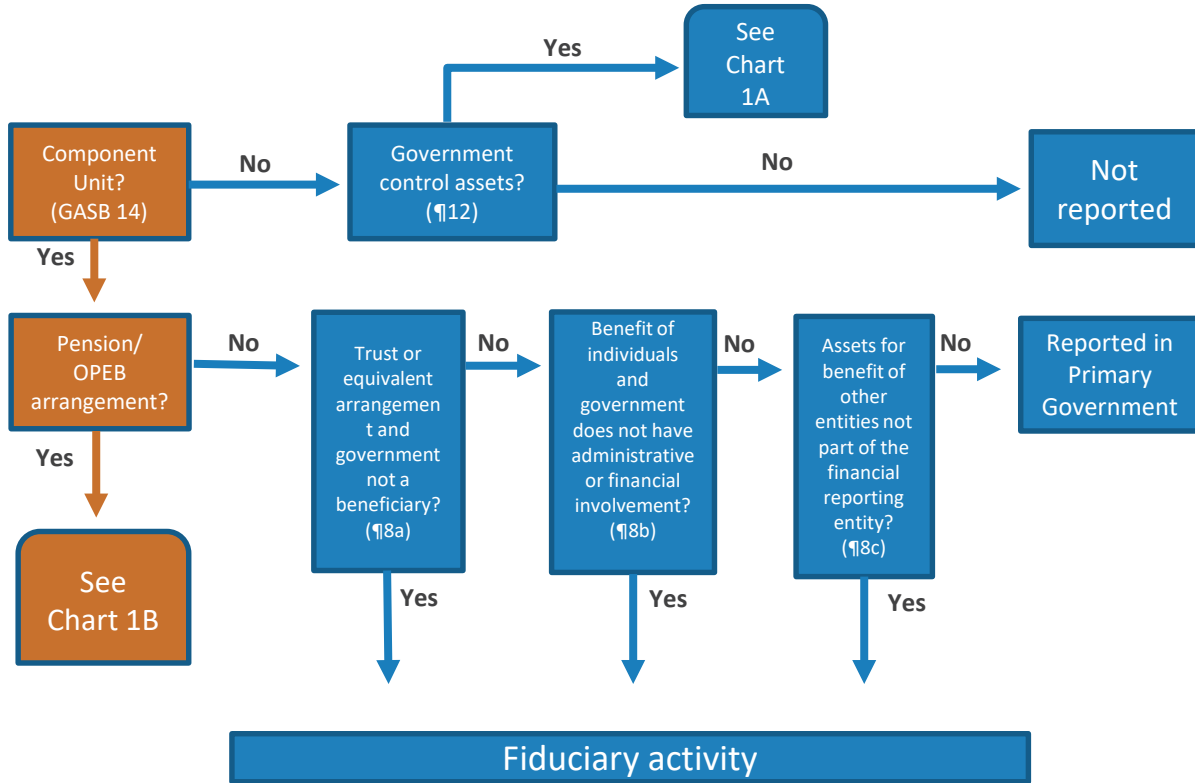 Yes
See
Chart
1A
Component
Unit?
(GASB 14)
No
Government
control assets?
(¶12)
No
Not
reported
Yes
Pension/
OPEB
arrangement?
No
Trust or
equivalent
arrangemen
t and
government
not a
beneficiary?
(¶8a)
No
Benefit of
individuals
and
government
does not have
administrative
or financial
involvement?
(¶8b)
No
Assets for
benefit of
other
entities not
part of the
financial
reporting
entity?
(¶8c)
No
Reported in
Primary
Government
Yes
See
Chart 1B
Yes
Yes
Yes
Fiduciary activity